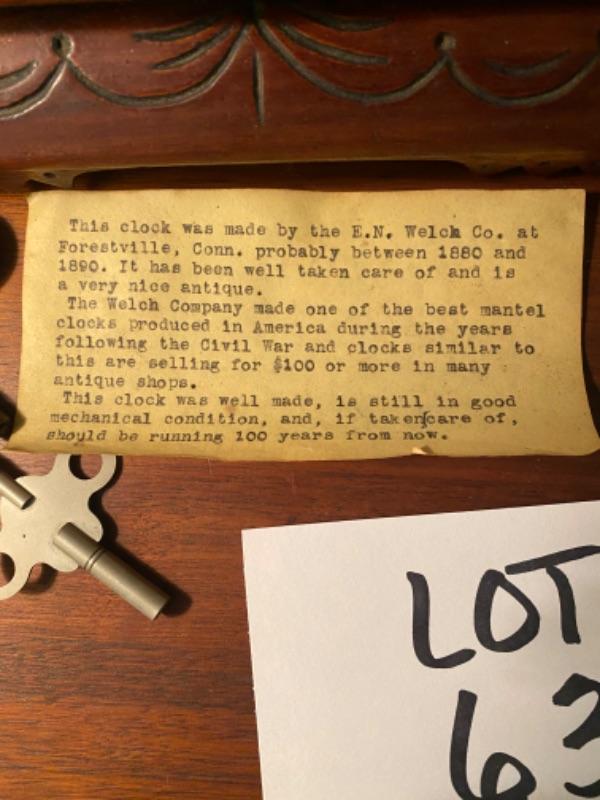 This clock was made by the E.N. Welch Co. at
Forestville, Conn. probably between 1880 and
1890. It has been well taken care of and is
a very nice antique.
The Welch Company made one of the best mantel
clocks produced in America during the years
following the Civil War and clocks similar to
this are selling for $100 or more in many
antique shops.
This clock was well made, is still in good
mechanical condition, and, if taken/care of,
should be running 100 years from now.
LOT
63